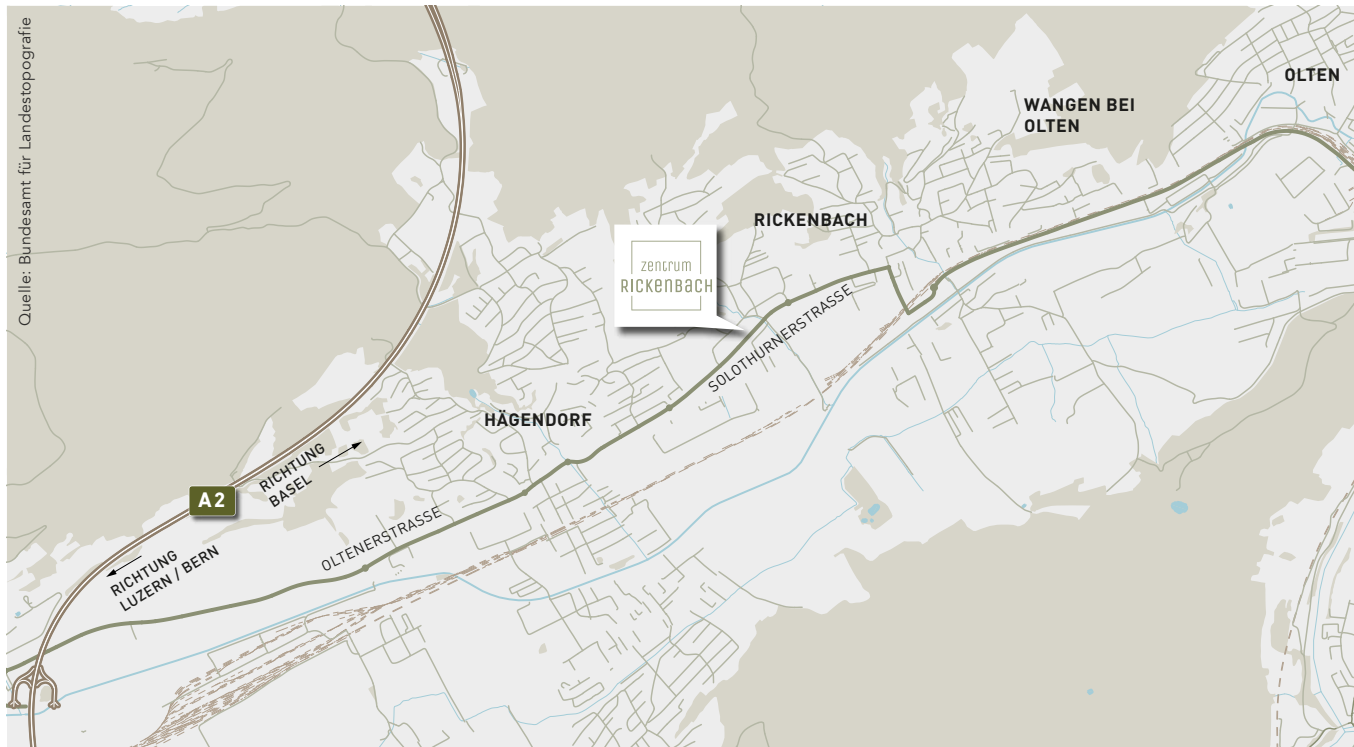 Quelle: Bundesamt für Landestopografie
OLTEN
WANGEN BEI
OLTEN
RICKENBACH
zentrum
RICKENBACH
SOLOTHURNERSTRASSE
HÄGENDORF
RICHTUNG
BASEL
A2
OLTENERSTRASSE
RICHTUNG
LUZERN / BERN